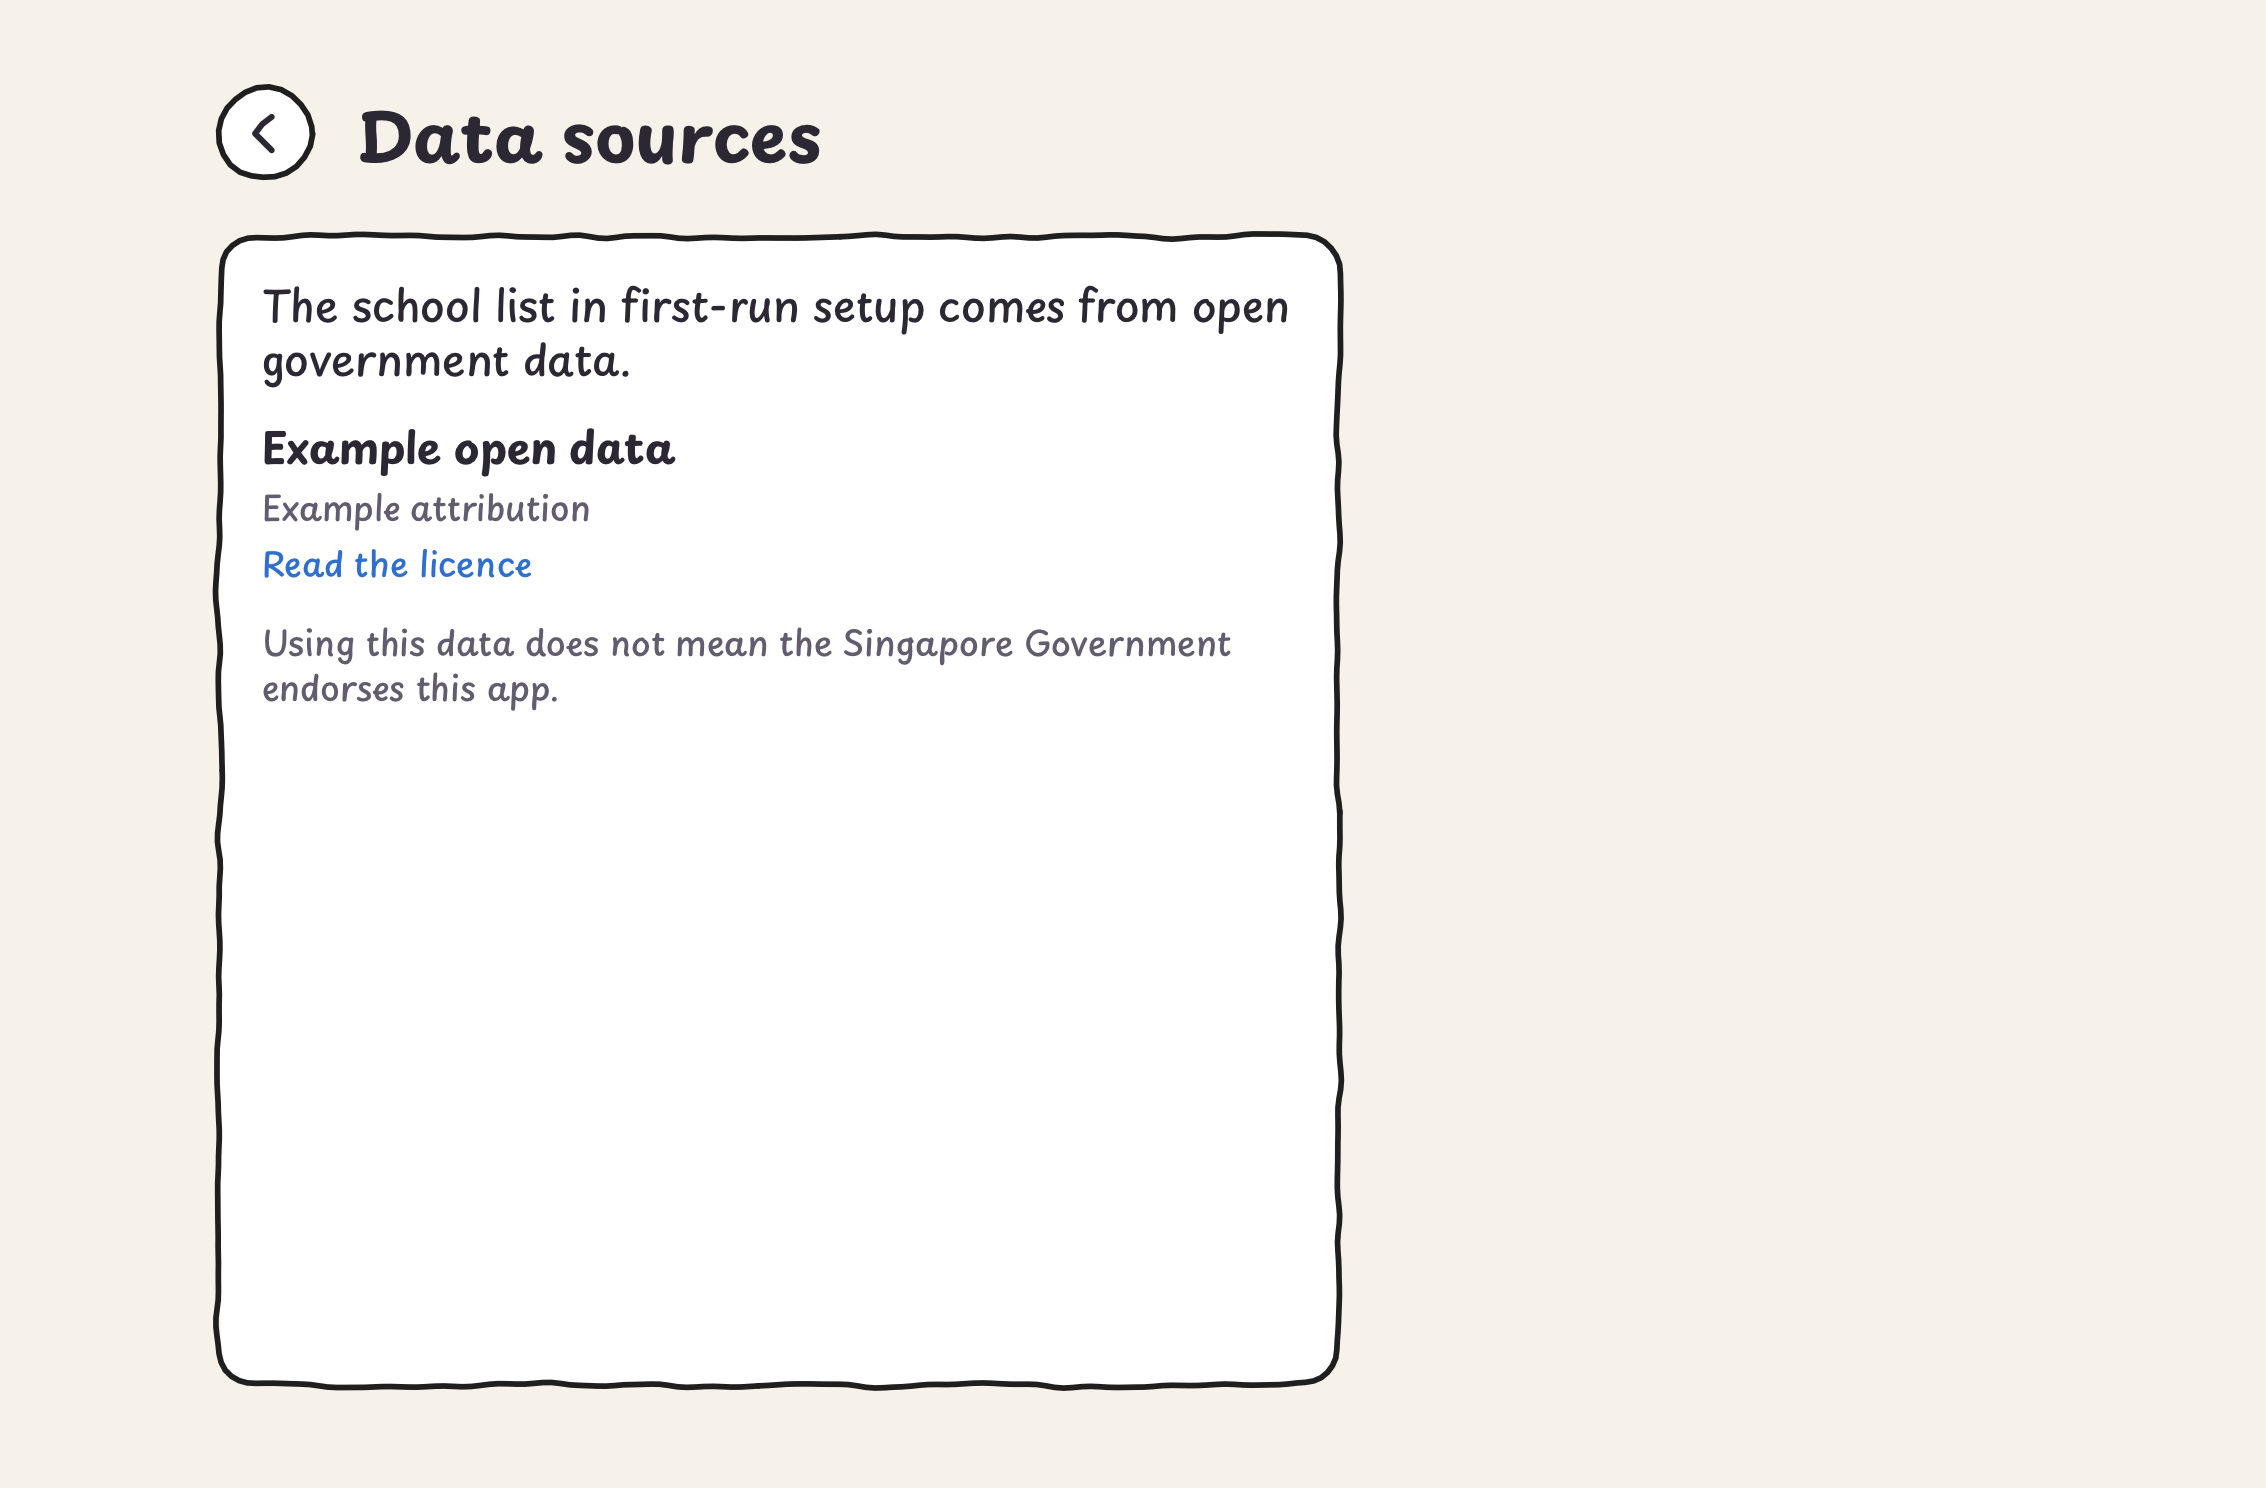 Data sources
The school list in first-run setup comes from open
government data.
Example open data
Example attribution
Read the licence
Using this data does not mean the Singapore Government
endorses this app.